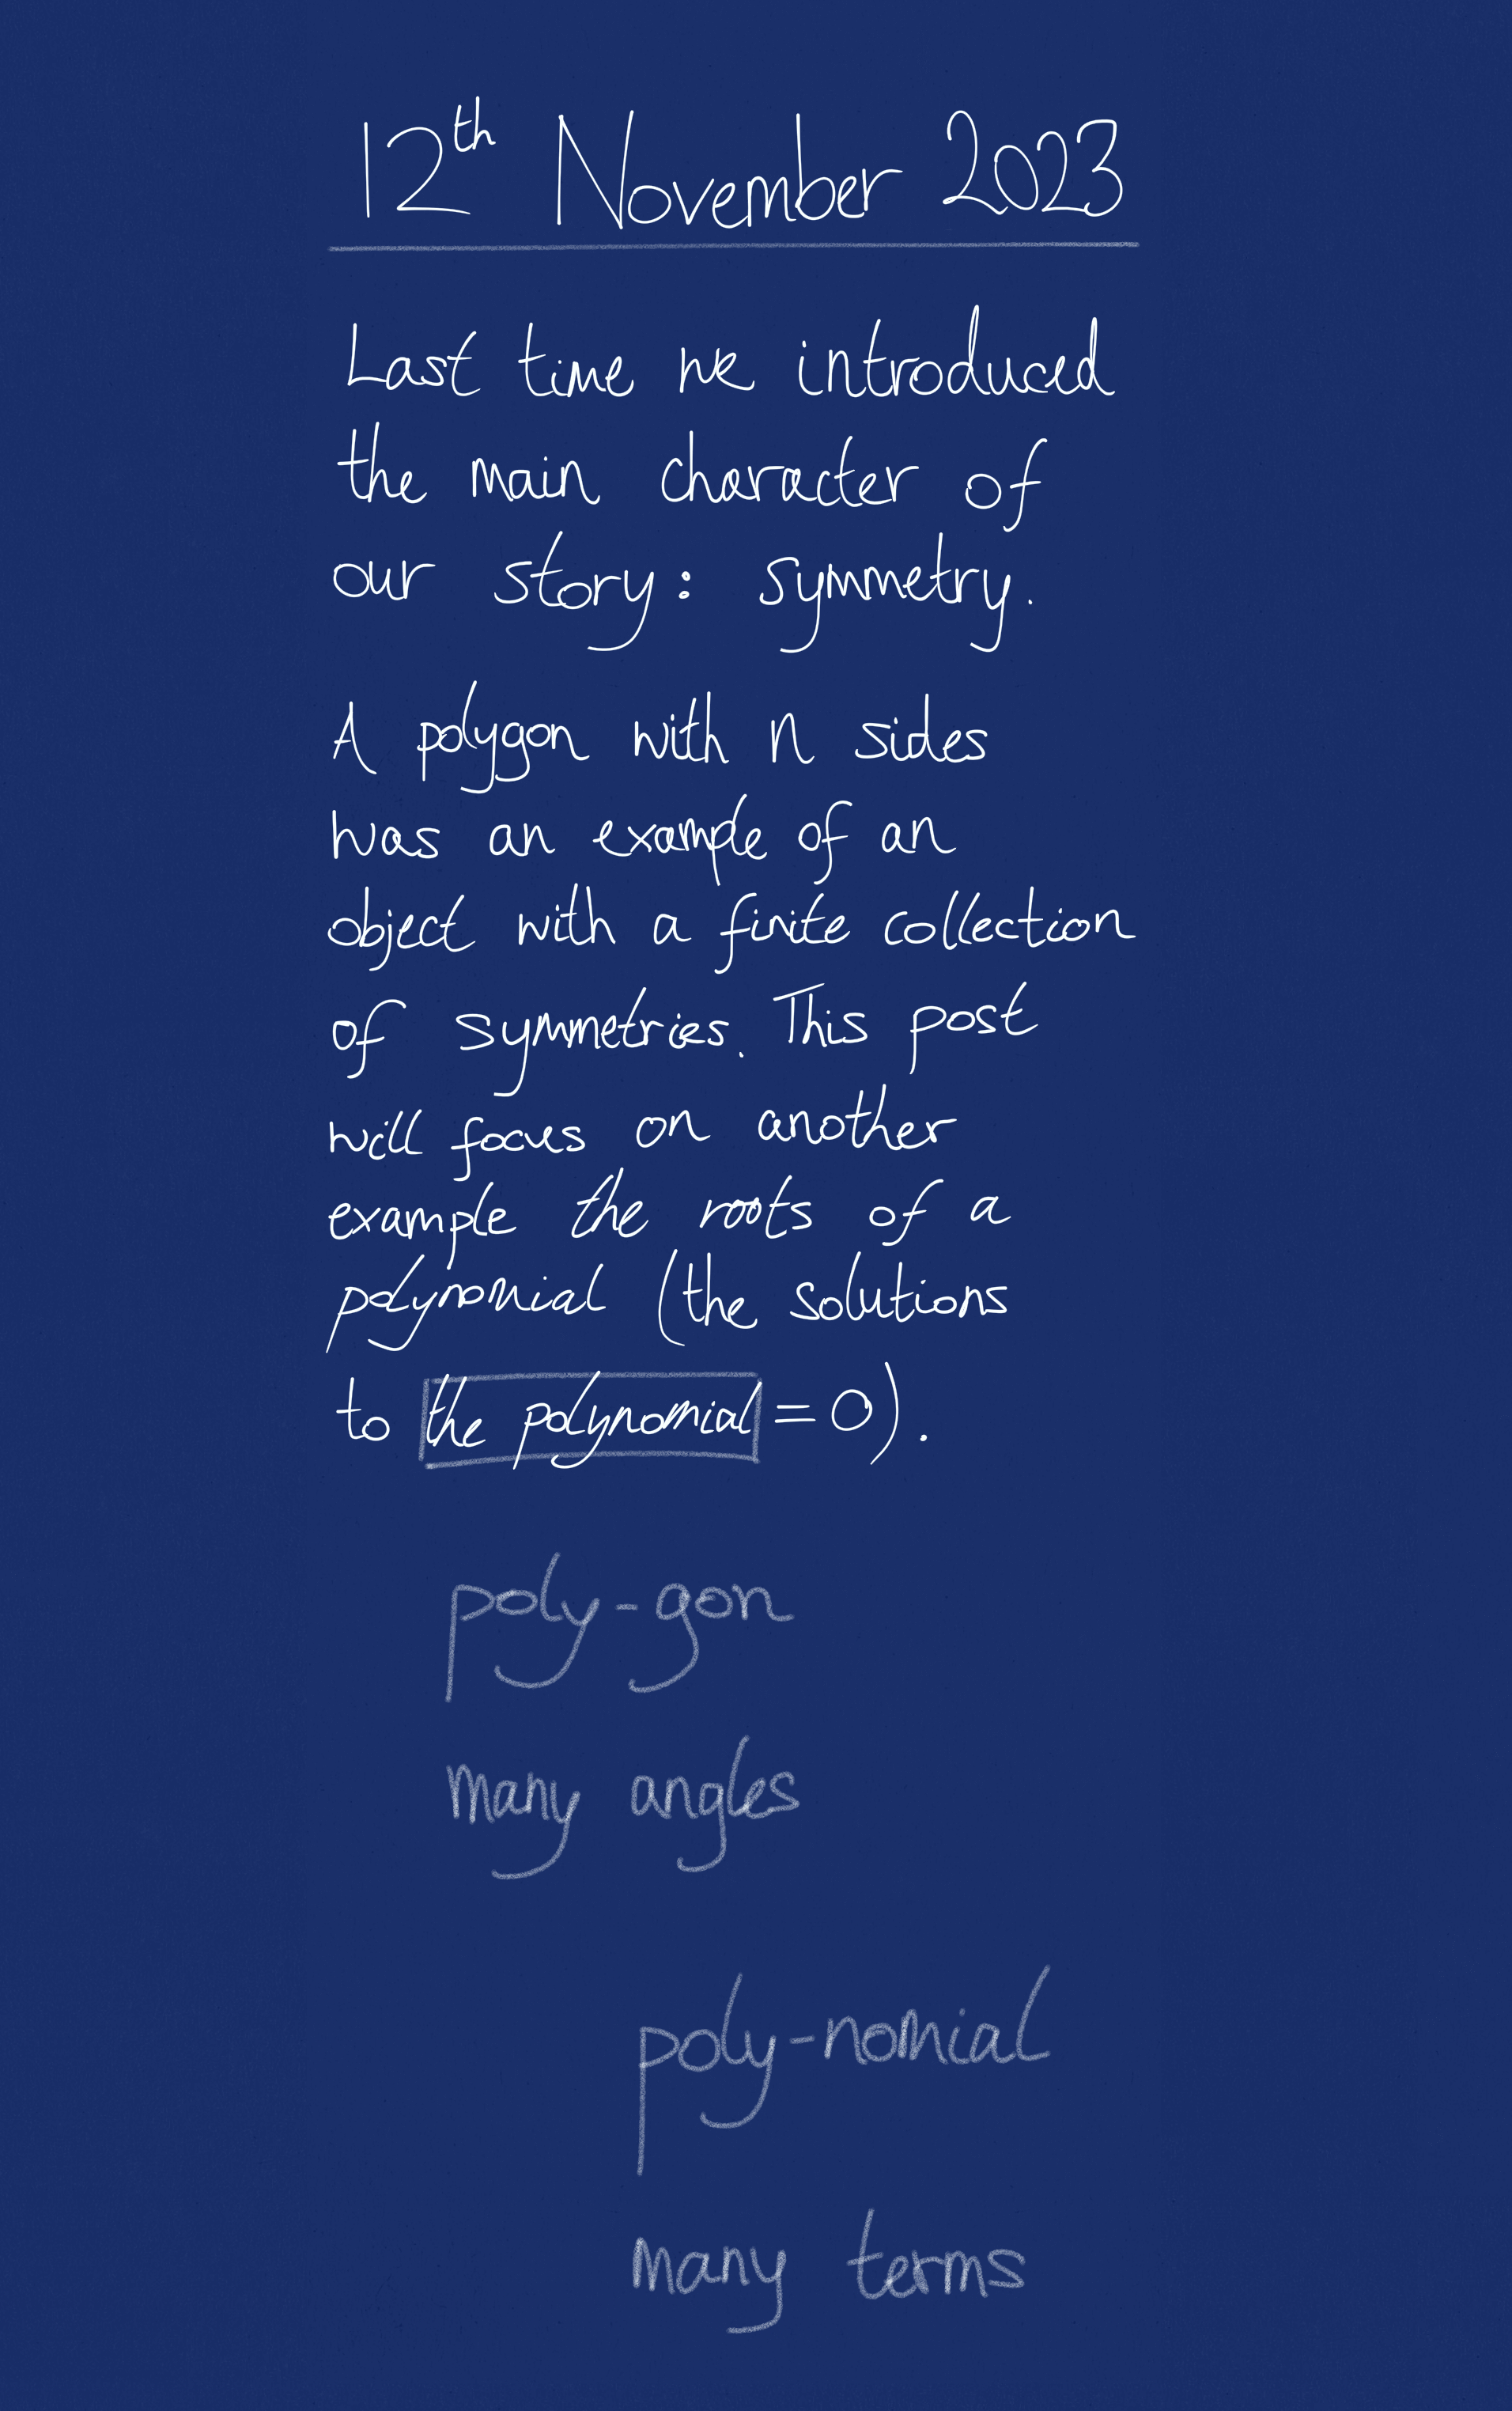 12th November 2023
Last time we introduced
the main character of
our story: symmetry.
A polygon with n sides
was an example of an
object with a finite collection
of symmetries. This post
will focus on another
example the roots of a
polynomial (the solutions
to the polynomial = 0).
poly-gon
many angles
poly-nomial
many terms